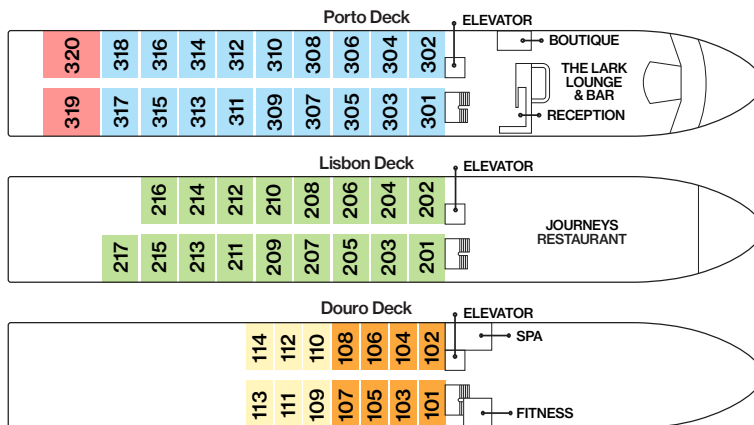 Porto Deck
ELEVATOR
BOUTIQUE
320 318 316 314 312 310 308 306 304 302
THE LARK
LOUNGE
& BAR
319 317 315 313 311 309 307 305 303 301
RECEPTION
Lisbon Deck
ELEVATOR
216 214 212 210 208 206 204 202
JOURNEYS
RESTAURANT
217 215 213 211 209 207 205 203 201
Douro Deck
ELEVATOR
SPA
114 112 110 108 106 104 102
113 111 109 107 105 103 101
FITNESS